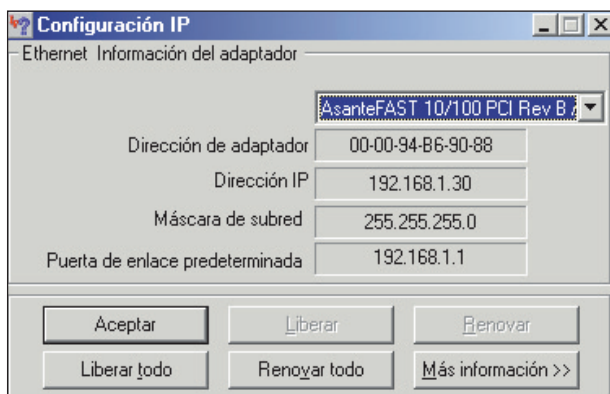 Configuración IP
Ethernet Información del adaptador
AsanteFAST 10/100 PCI Rev B
Dirección de adaptador 00-00-94-B6-90-88
Dirección IP 192.168.1.30
Máscara de subred 255.255.255.0
Puerta de enlace predeterminada 192.168.1.1
Aceptar Liberar Renovar
Liberar todo Renovar todo Más información >>